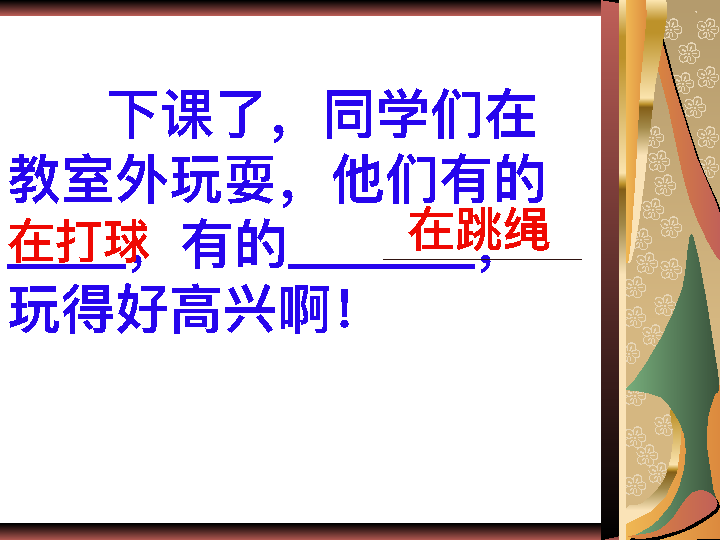 下课了，同学们在
教室外玩耍，他们有的
在打球，有的在跳绳，
玩得好高兴啊！